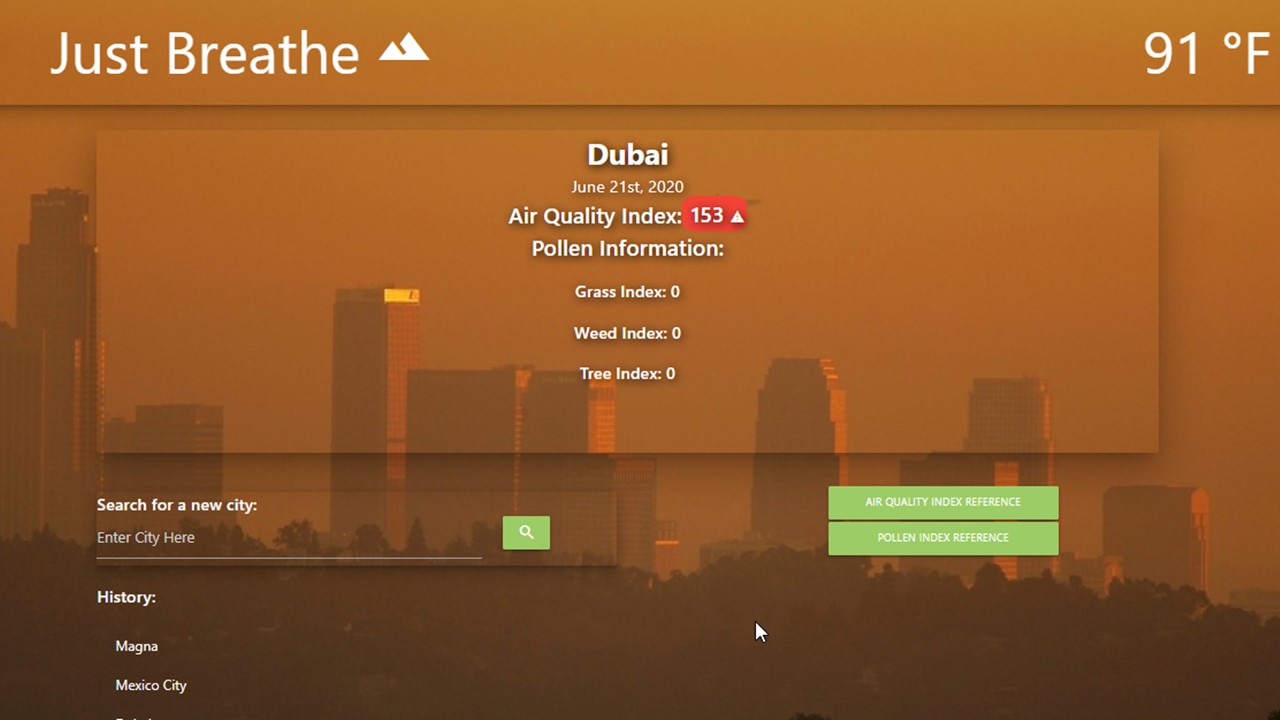 Just Breathe
91 °F
Dubai
June 21st, 2020
Air Quality Index: 153
Pollen Information:
Grass Index: 0
Weed Index: 0
Tree Index: 0
Search for a new city:
Enter City Here
AIR QUALITY INDEX REFERENCE
POLLEN INDEX REFERENCE
History:
Magna
Mexico City